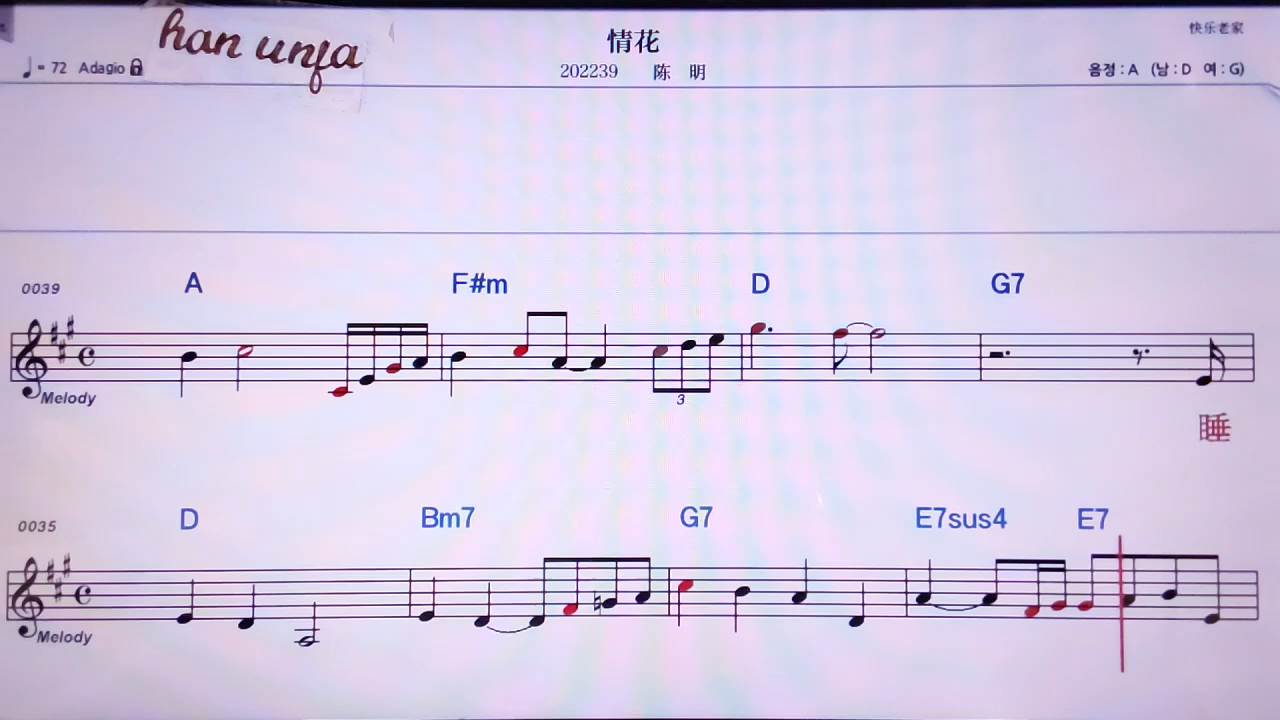 han unfa
情花
快乐老家
♩= 72 Adagio
202239 陈 明
음정 : A (남 : D 여 : G)
0039
A F#m D G7
Melody
3
睡
0035
D Bm7 G7 E7sus4 E7
Melody